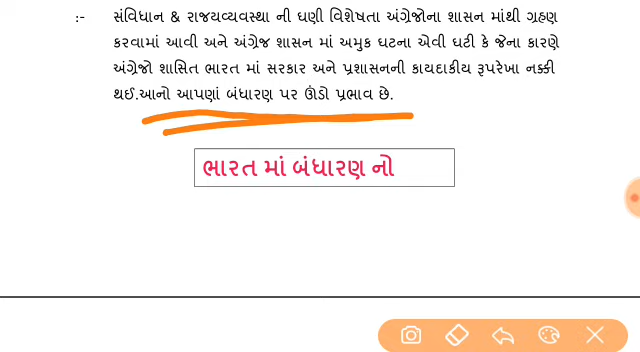 :- સંવિધાન & રાજયવ્યવસ્થા ની ઘણી વિશેષતા અંગ્રેજોના શાસન માંથી ગ્રહણ
કરવામાં આવી અને અંગ્રેજ શાસન માં અમુક ઘટના એવી ઘટી કે જેના કારણે
અંગ્રેજો શાસિત ભારત માં સરકાર અને પ્રશાસનની કાયદાકીય રૂપરેખા નક્કી
થઈ.આનો આપણાં બંધારણ પર ઊંડો પ્રભાવ છે.
ભારત માં બંધારણ નો